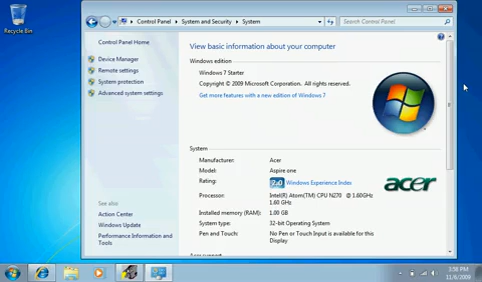 Recycle Bin
Control Panel ▸ System and Security ▸ System
Search Control Panel
Control Panel Home
Device Manager
Remote settings
System protection
Advanced system settings
See also
Action Center
Windows Update
Performance Information and
Tools
View basic information about your computer
Windows edition
Windows 7 Starter
Copyright © 2009 Microsoft Corporation. All rights reserved.
Get more features with a new edition of Windows 7
System
Manufacturer: Acer
Model: Aspire one
Rating: 2.0 Windows Experience Index
Processor: Intel(R) Atom(TM) CPU N270 @ 1.60GHz
1.60 GHz
Installed memory (RAM): 1.00 GB
System type: 32-bit Operating System
Pen and Touch: No Pen or Touch Input is available for this
Display
acer
Acer support
3:56 PM
11/6/2009